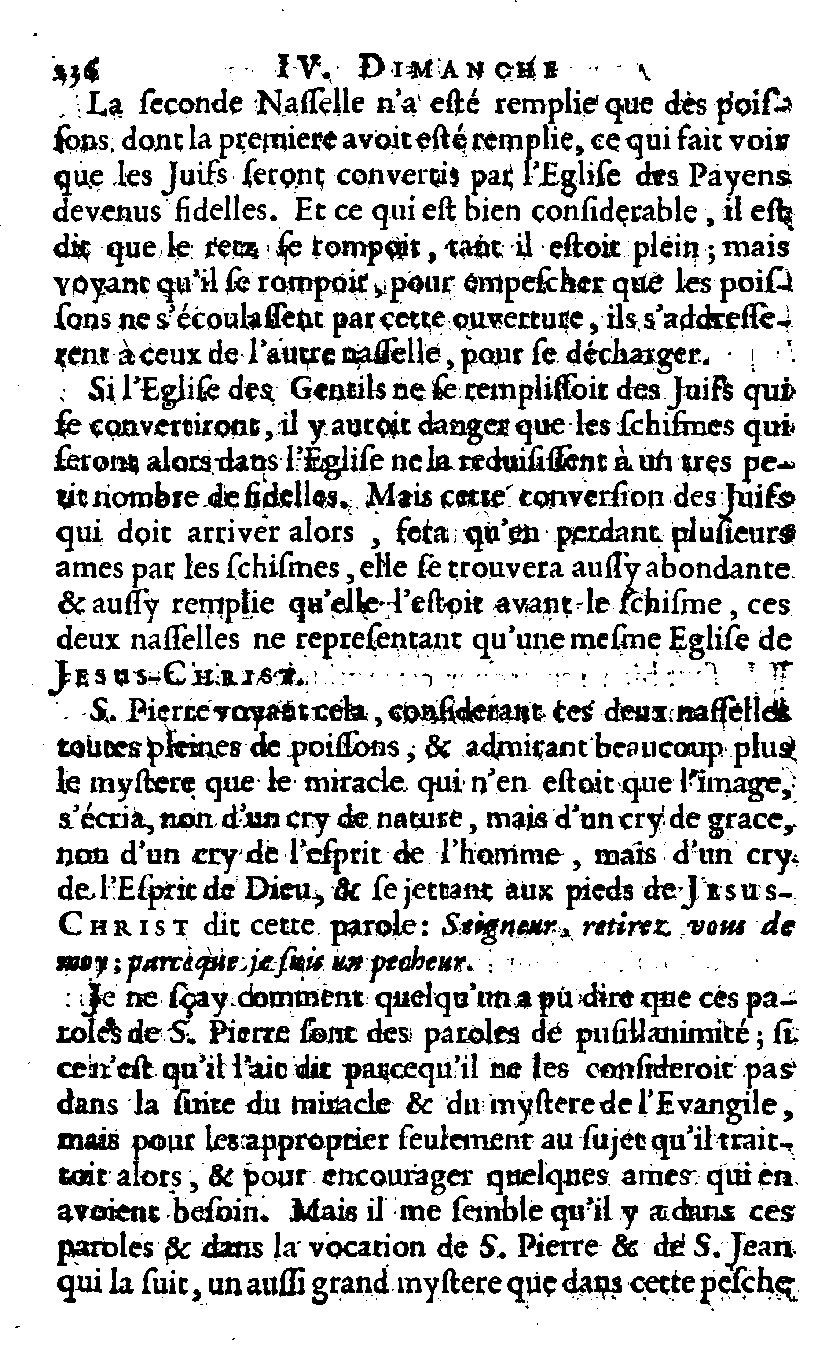 236 IV. DIMANCHE
La ſeconde Naſſelle n'a eſté remplie que des poiſ-
ſons, dont la premiere avoit eſté remplie, ce qui fait voir
que les Juifs ſeront convertis par l'Egliſe des Payens
devenus fidelles. Et ce qui eſt bien conſiderable, il eſt
dit que le retz ſe rompoit, tant il eſtoit plein; mais
voyant qu'il ſe rompoit, pour empeſcher que les poiſ-
ſons ne s'écoulaſſent par cette ouverture, ils s'addreſſe-
rent à ceux de l'autre naſſelle, pour ſe décharger.
Si l'Egliſe des Gentils ne ſe rempliſſoit des Juifs qui
ſe convertiront, il y auroit danger que les ſchiſmes qui
ſeront alors dans l'Egliſe ne la reduiſiſſent à un tres pe-
tit nombre de fidelles. Mais cette converſion des Juifs
qui doit arriver alors, fera qu'en perdant pluſieurs
ames par les ſchiſmes, elle ſe trouvera auſſy abondante
& auſſy remplie qu'elle l'eſtoit avant le ſchiſme, ces
deux naſſelles ne repreſentant qu'une meſme Egliſe de
JESUS-CHRIST.
S. Pierre voyant cela, conſiderant ces deux naſſelles
toutes pleines de poiſſons, & admirant beaucoup plus
le myſtere que le miracle qui n'en eſtoit que l'image,
s'écria, non d'un cry de nature, mais d'un cry de grace,
non d'un cry de l'eſprit de l'homme, mais d'un cry
de l'Eſprit de Dieu, & ſe jettant aux pieds de JESUS-
CHRIST dit cette parole: Seigneur, retirez vous de
moy; parceque je ſuis un pecheur.
Je ne ſçay comment quelqu'un a pû dire que ces pa-
roles de S. Pierre ſont des paroles de puſillanimité; ſi
ce n'eſt qu'il l'ait dit parcequ'il ne les conſideroit pas
dans la ſuite du miracle & du myſtere de l'Evangile,
mais pour les approprier ſeulement au ſujet qu'il trait-
toit alors, & pour encourager quelques ames qui en
avoient beſoin. Mais il me ſemble qu'il y a dans ces
paroles & dans la vocation de S. Pierre & de S. Jean
qui la ſuit, un auſſi grand myſtere que dans cette peſche